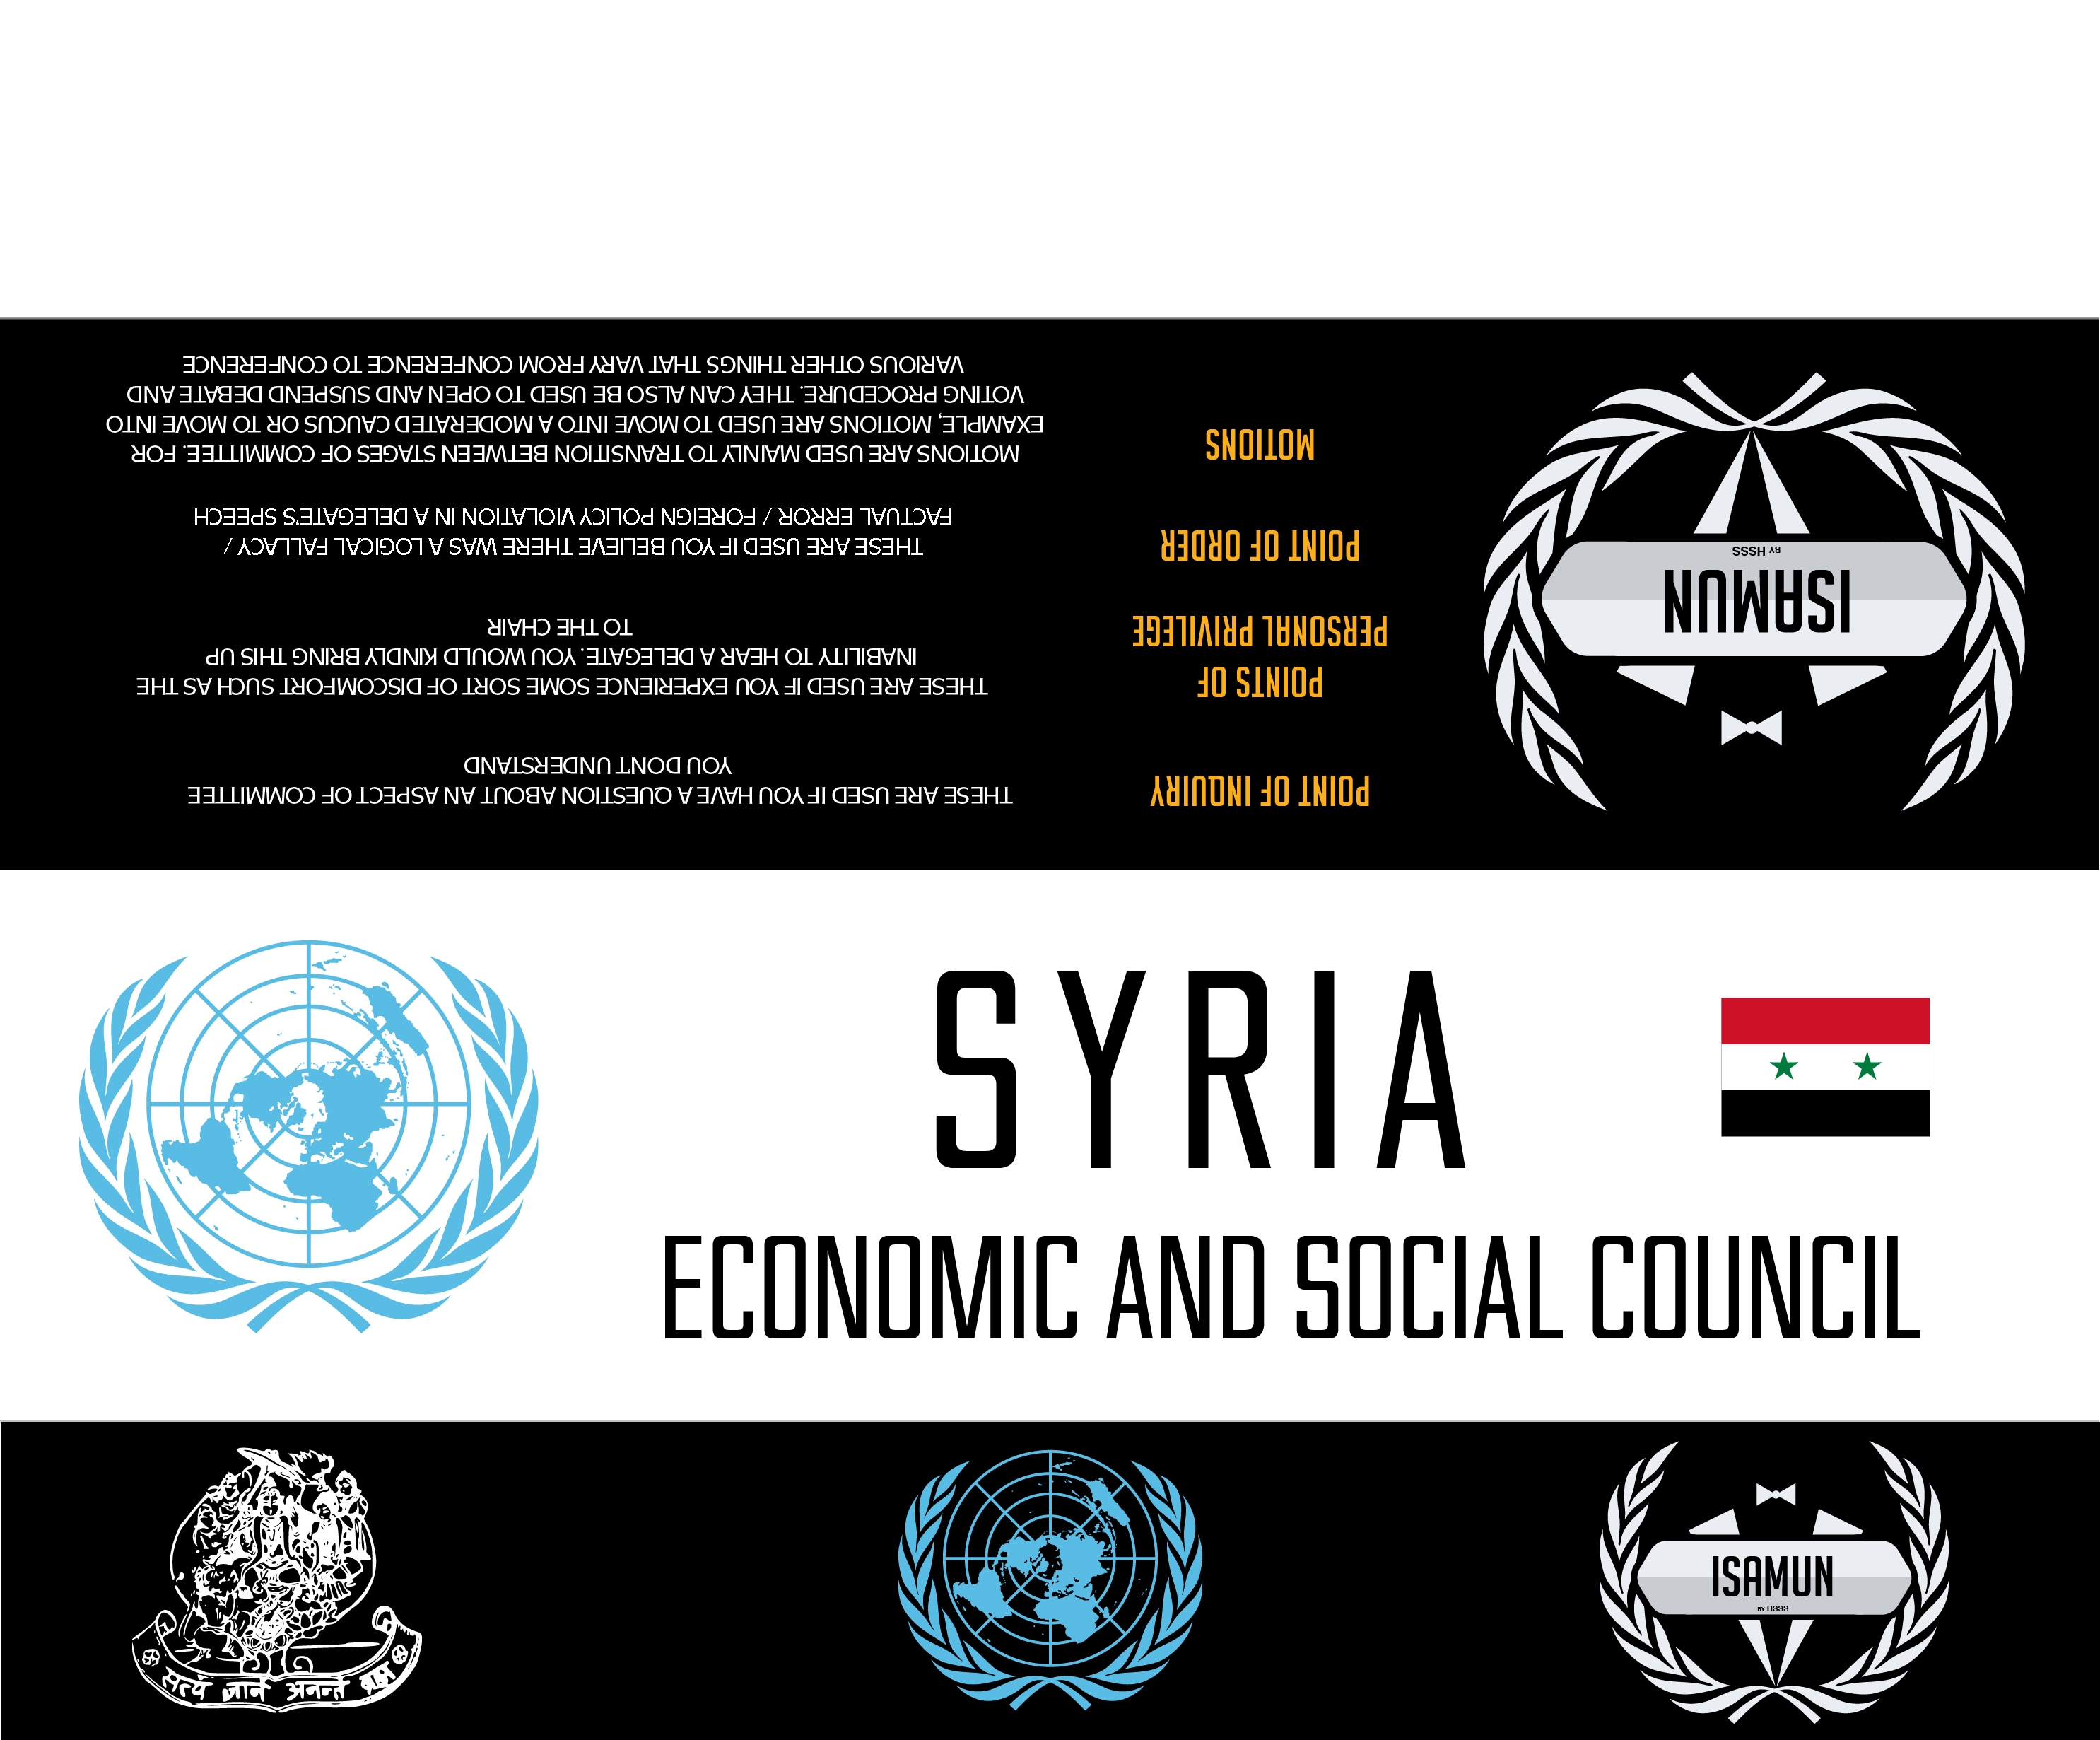 ISAMUN
BY HSSS
POINT OF INQUIRY
THESE ARE USED IF YOU HAVE A QUESTION ABOUT AN ASPECT OF COMMITTEE
YOU DON'T UNDERSTAND
POINTS OF
PERSONAL PRIVILEGE
THESE ARE USED IF YOU EXPERIENCE SOME SORT OF DISCOMFORT SUCH AS THE
INABILITY TO HEAR A DELEGATE. YOU WOULD KINDLY BRING THIS UP
TO THE CHAIR
POINT OF ORDER
THESE ARE USED IF YOU BELIEVE THERE WAS A LOGICAL FALLACY /
FACTUAL ERROR / FOREIGN POLICY VIOLATION IN A DELEGATE'S SPEECH
MOTIONS
MOTIONS ARE USED MAINLY TO TRANSITION BETWEEN STAGES OF COMMITTEE. FOR
EXAMPLE, MOTIONS ARE USED TO MOVE INTO A MODERATED CAUCUS OR TO MOVE INTO
VOTING PROCEDURE. THEY CAN ALSO BE USED TO OPEN AND SUSPEND DEBATE AND
VARIOUS OTHER THINGS THAT VARY FROM CONFERENCE TO CONFERENCE
SYRIA
ECONOMIC AND SOCIAL COUNCIL
सत्यं ज्ञानं अनन्तं ब्रह्म
ISAMUN
BY HSSS